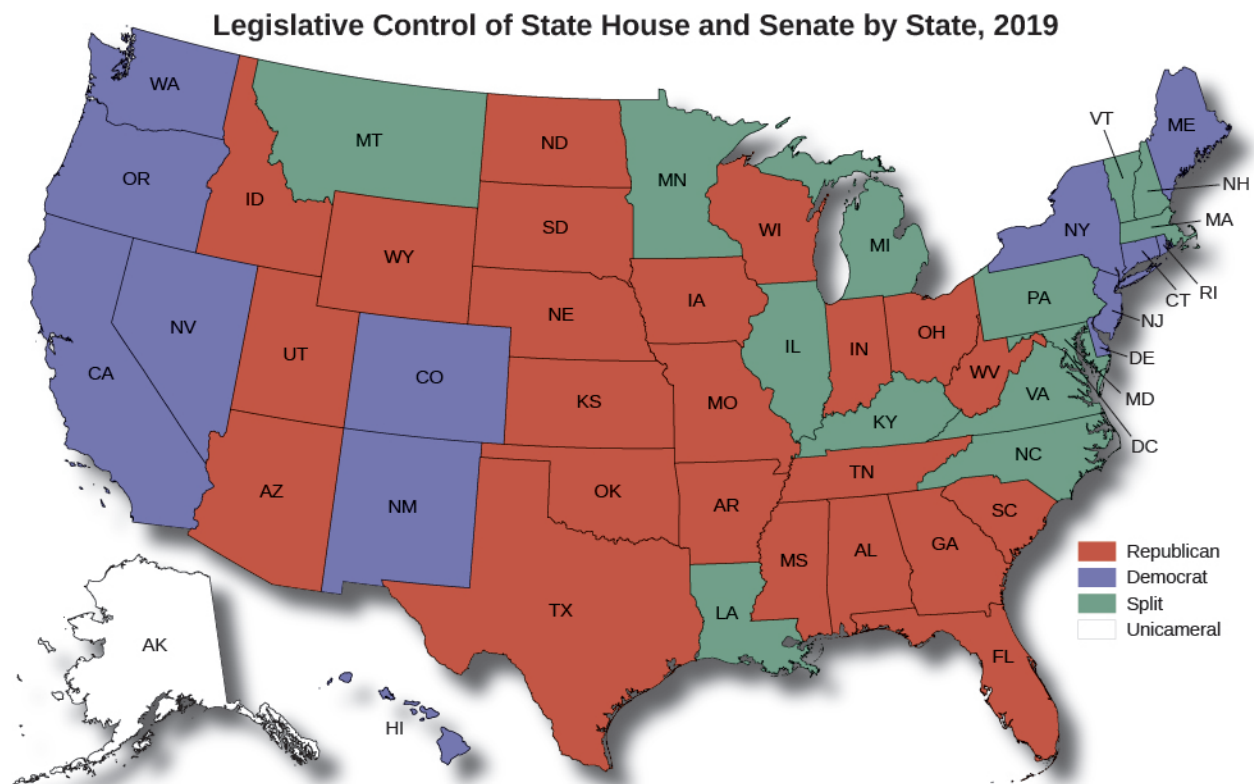 Legislative Control of State House and Senate by State, 2019
WA
MT
ND
MN
VT
ME
OR
ID
SD
WI
MI
NY
NH
MA
WY
IA
PA
CT
RI
NV
NE
IL
IN
OH
NJ
UT
CO
DE
CA
KS
MO
WV
VA
MD
KY
DC
AZ
NM
OK
AR
TN
NC
SC
MS
AL
GA
Republican
Democrat
Split
Unicameral
TX
LA
FL
AK
HI